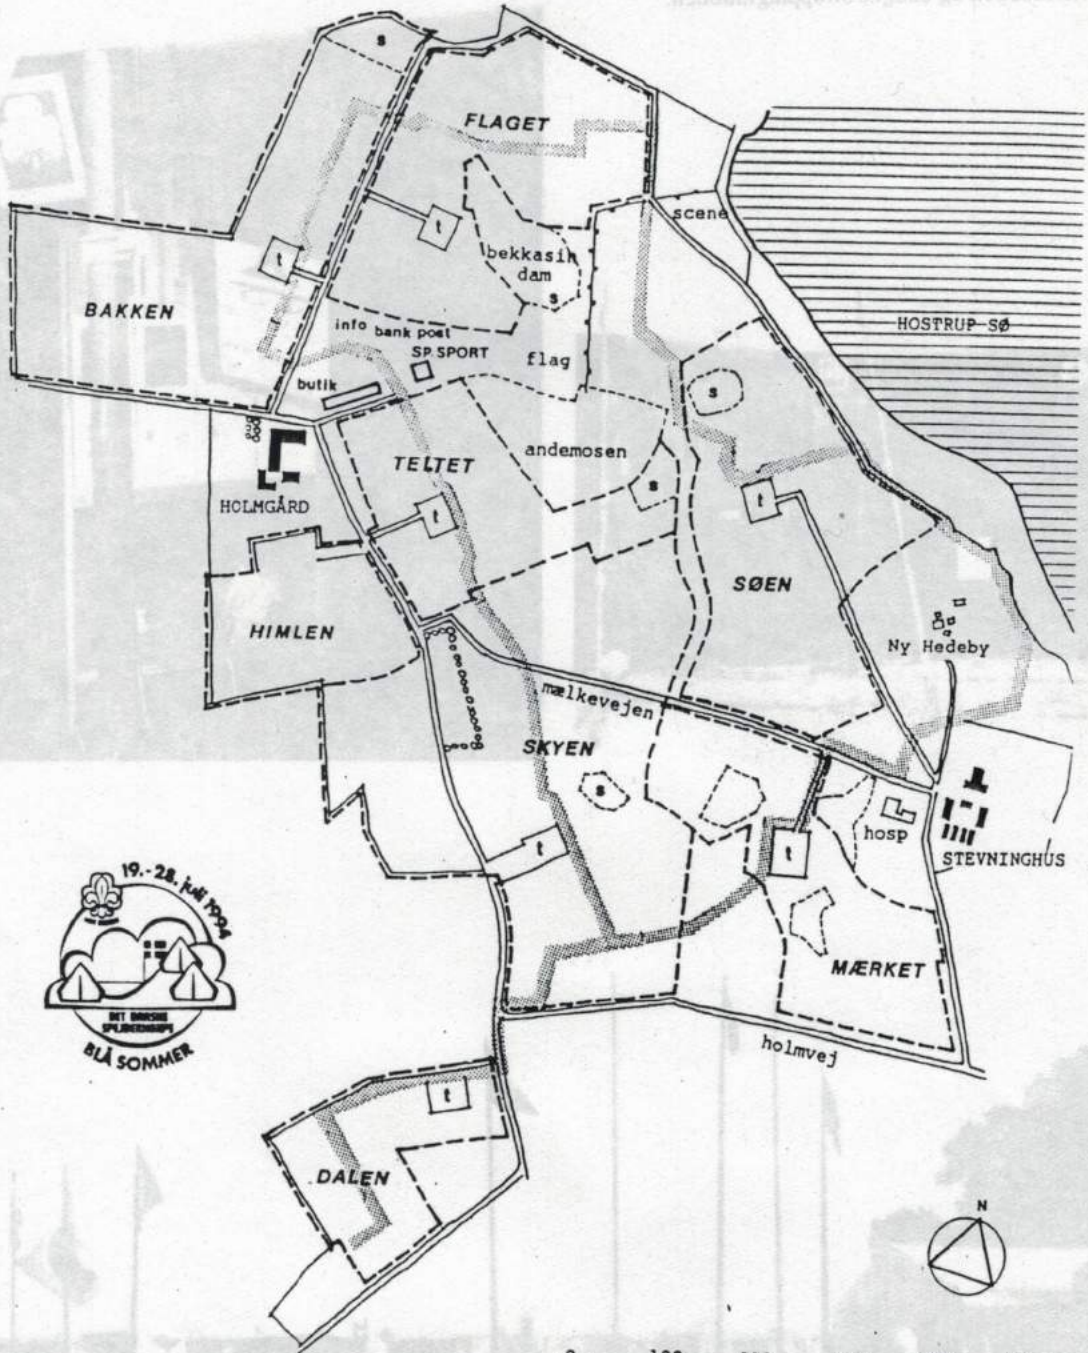 s
FLAGET
scene
t
t
bekkasin
dam
s
BAKKEN
HOSTRUP SØ
info bank post
SP. SPORT
flag
butik
s
TELTET
andemosen
s
HOLMGÅRD
t
t
SØEN
HIMLEN
Ny Hedeby
mælkevejen
SKYEN
s
hosp
t
t
STEVNINGHUS
19.-28. juli 1994
DET DANSKE
SPEJDERKORPS
BLÅ SOMMER
MÆRKET
holmvej
t
DALEN
N